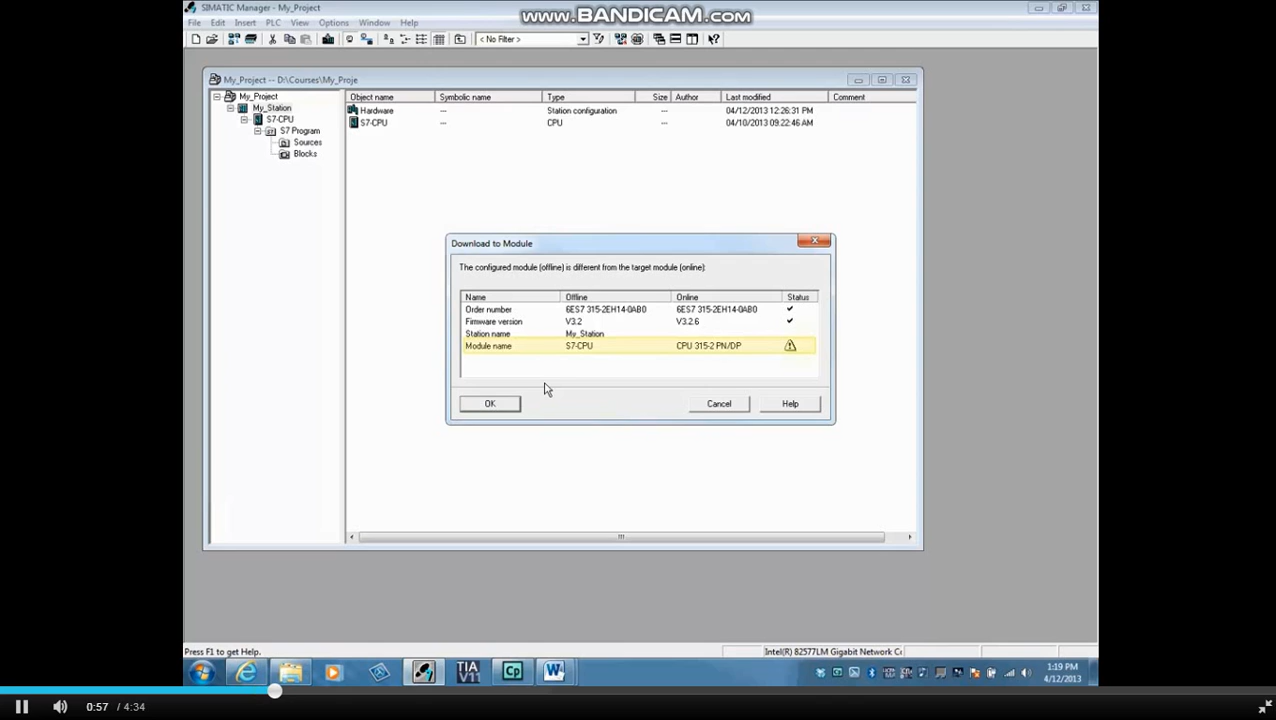 SIMATIC Manager - My_Project
www.BANDICAM.com
File Edit Insert PLC View Options Window Help
< No Filter >
My_Project -- D:\Courses\My_Proje
My_Project
My_Station
S7-CPU
S7 Program
Sources
Blocks
Object name Symbolic name Type Size Author Last modified Comment
Hardware --- Station configuration --- 04/12/2013 12:26:31 PM
S7-CPU --- CPU --- 04/10/2013 09:22:46 AM
Download to Module
The configured module (offline) is different from the target module (online):
Name Offline Online Status
Order number 6ES7 315-2EH14-0AB0 6ES7 315-2EH14-0AB0
Firmware version V3.2 V3.2.6
Station name My_Station
Module name S7-CPU CPU 315-2 PN/DP
OK Cancel Help
Press F1 to get Help.
Intel(R) 82577LM Gigabit Network Cc
TIA V11
Cp
W
1:19 PM
4/12/2013
0:57 / 4:34